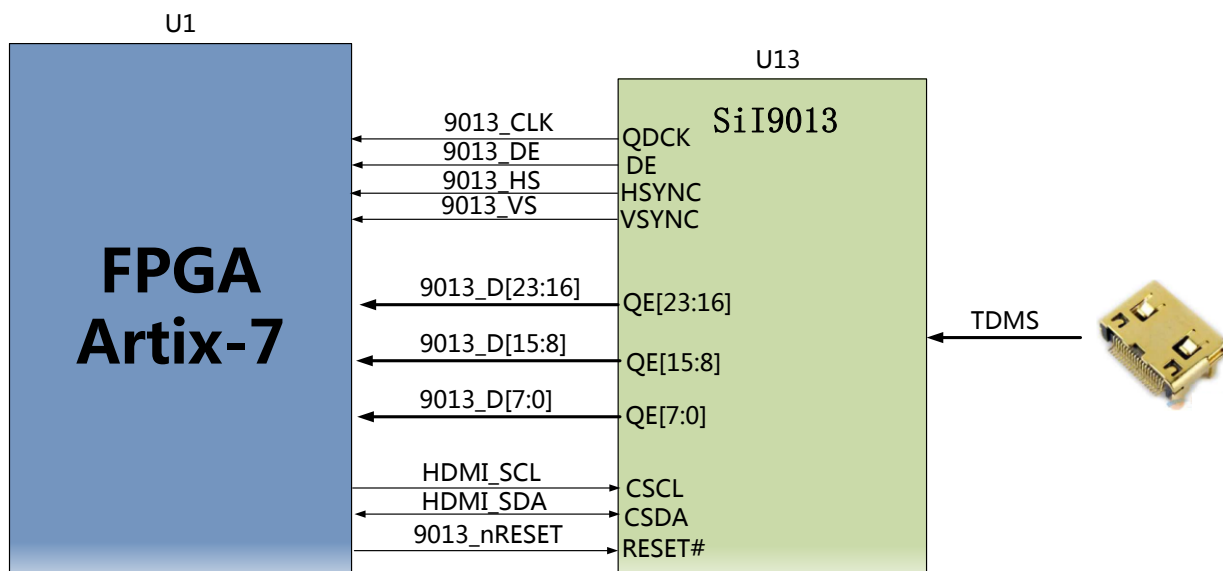 U1
U13
SiI9013
9013_CLK
QDCK
9013_DE
DE
9013_HS
HSYNC
9013_VS
VSYNC
FPGA
Artix-7
9013_D[23:16]
QE[23:16]
TDMS
9013_D[15:8]
QE[15:8]
9013_D[7:0]
QE[7:0]
HDMI_SCL
CSCL
HDMI_SDA
CSDA
9013_nRESET
RESET#